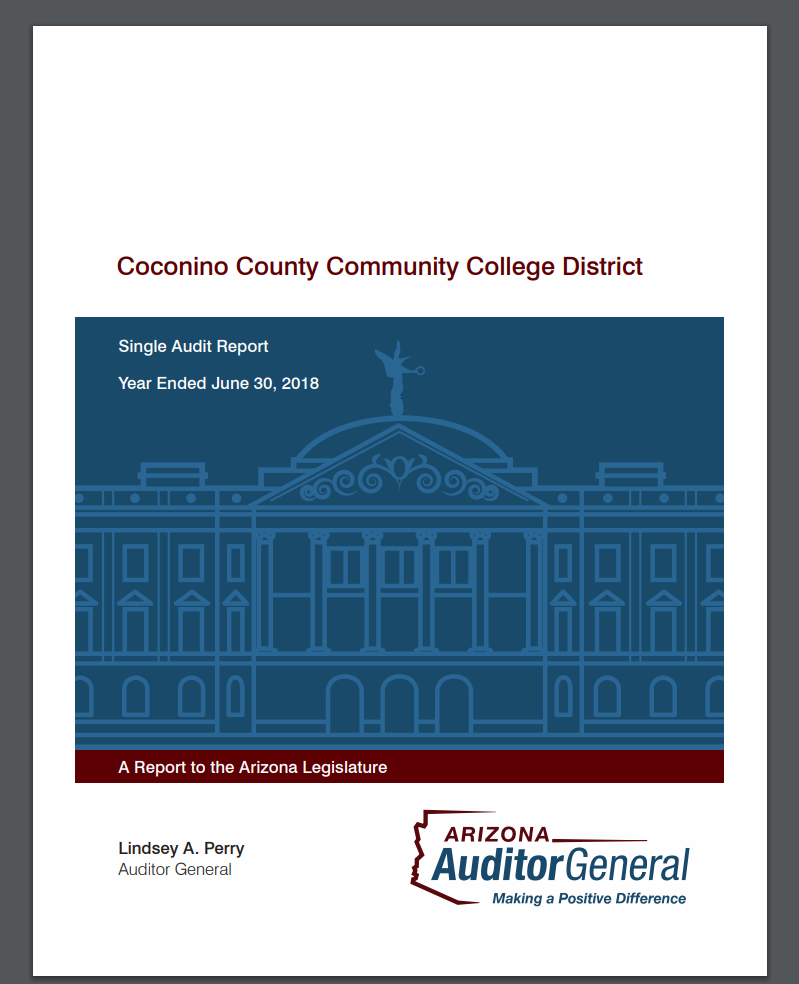 Coconino County Community College District
Single Audit Report
Year Ended June 30, 2018
A Report to the Arizona Legislature
Lindsey A. Perry
Auditor General
ARIZONA
AuditorGeneral
Making a Positive Difference